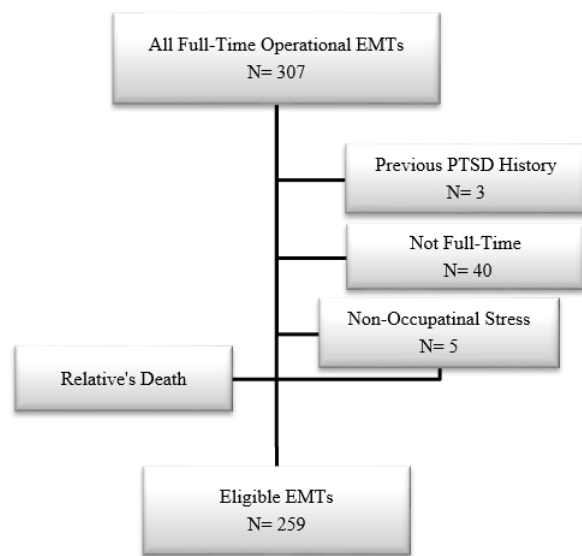 All Full-Time Operational EMTs
N= 307
Previous PTSD History
N= 3
Not Full-Time
N= 40
Non-Occupatinal Stress
N= 5
Relative's Death
Eligible EMTs
N= 259